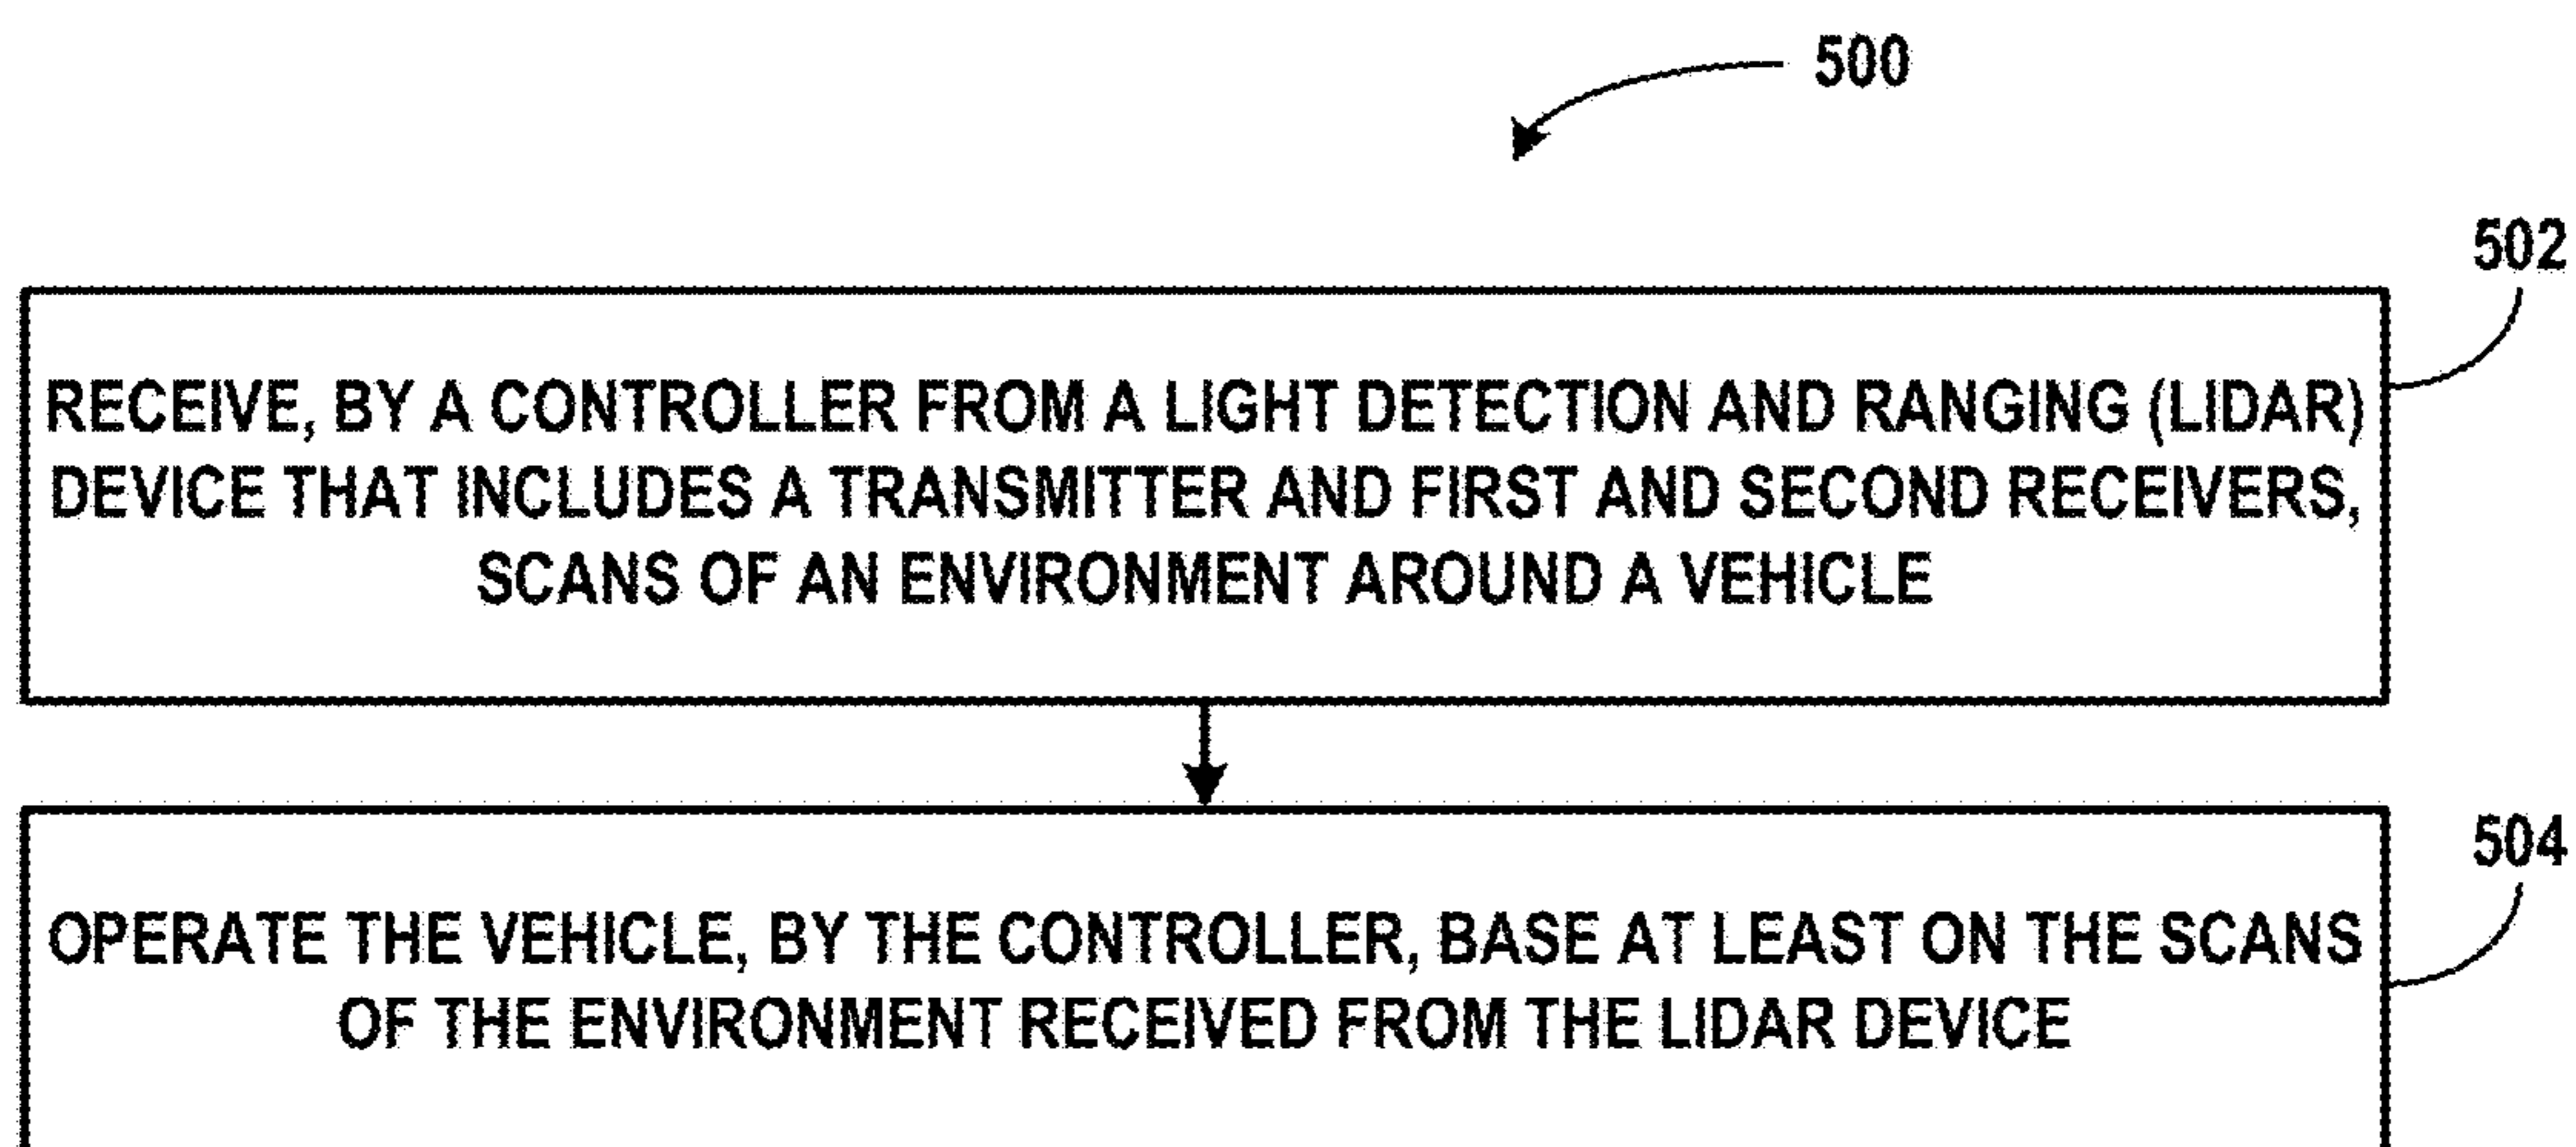 500
502
RECEIVE, BY A CONTROLLER FROM A LIGHT DETECTION AND RANGING (LIDAR)
DEVICE THAT INCLUDES A TRANSMITTER AND FIRST AND SECOND RECEIVERS,
SCANS OF AN ENVIRONMENT AROUND A VEHICLE
504
OPERATE THE VEHICLE, BY THE CONTROLLER, BASE AT LEAST ON THE SCANS
OF THE ENVIRONMENT RECEIVED FROM THE LIDAR DEVICE